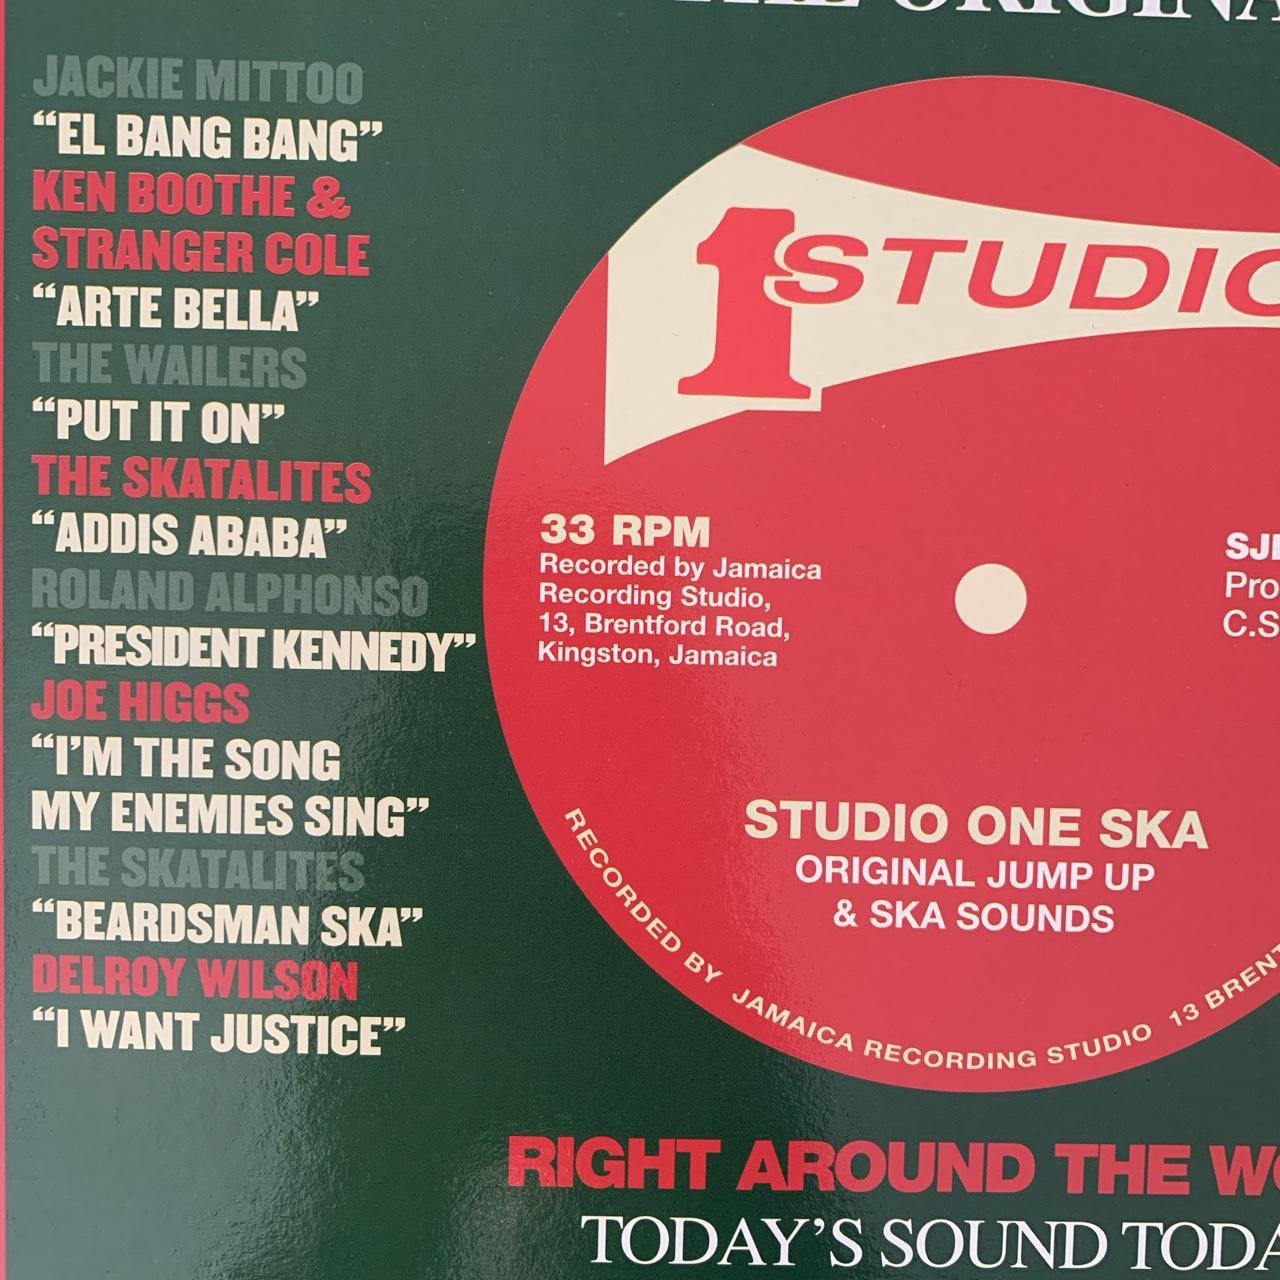 JACKIE MITTOO
“EL BANG BANG”
KEN BOOTHE &
STRANGER COLE
“ARTE BELLA”
THE WAILERS
“PUT IT ON”
THE SKATALITES
“ADDIS ABABA”
ROLAND ALPHONSO
“PRESIDENT KENNEDY”
JOE HIGGS
“I’M THE SONG
MY ENEMIES SING”
THE SKATALITES
“BEARDSMAN SKA”
DELROY WILSON
“I WANT JUSTICE”
1 STUDIO
33 RPM
Recorded by Jamaica
Recording Studio,
13, Brentford Road,
Kingston, Jamaica
STUDIO ONE SKA
ORIGINAL JUMP UP
& SKA SOUNDS
RECORDED BY JAMAICA RECORDING STUDIO 13
RIGHT AROUND THE
TODAY’S SOUND